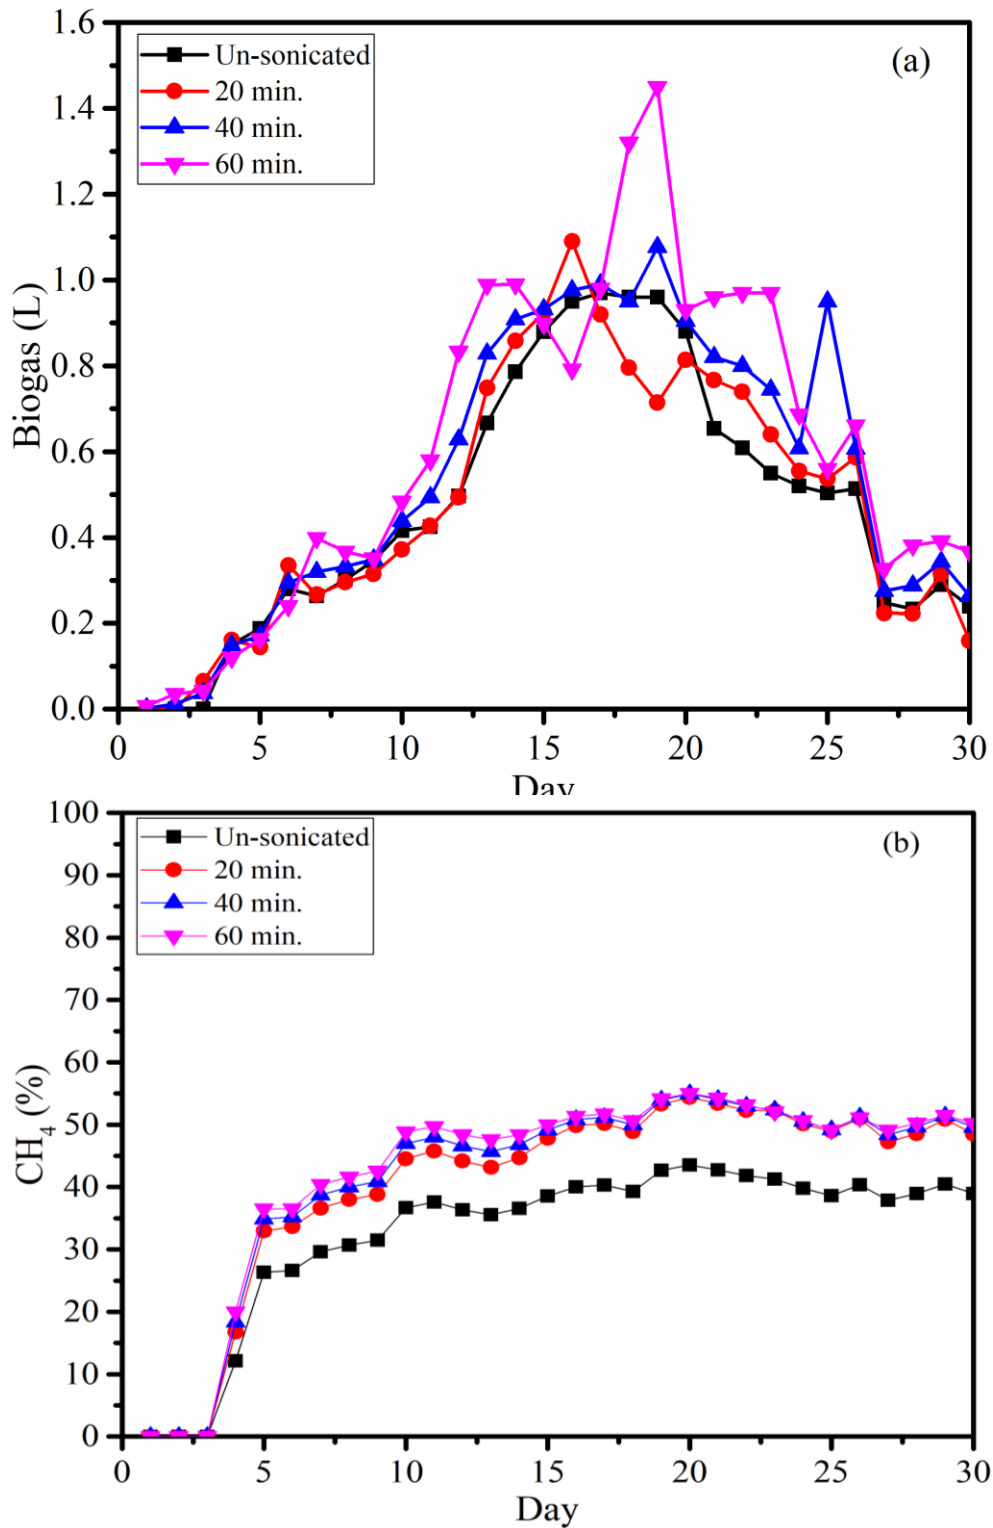 1.6
1.4
1.2
1.0
0.8
0.6
0.4
0.2
0.0
Biogas (L)
Un-sonicated
20 min.
40 min.
60 min.
(a)
0 5 10 15 20 25 30
Day
100
90
80
70
60
50
40
30
20
10
0
CH₄ (%)
Un-sonicated
20 min.
40 min.
60 min.
(b)
0 5 10 15 20 25 30
Day